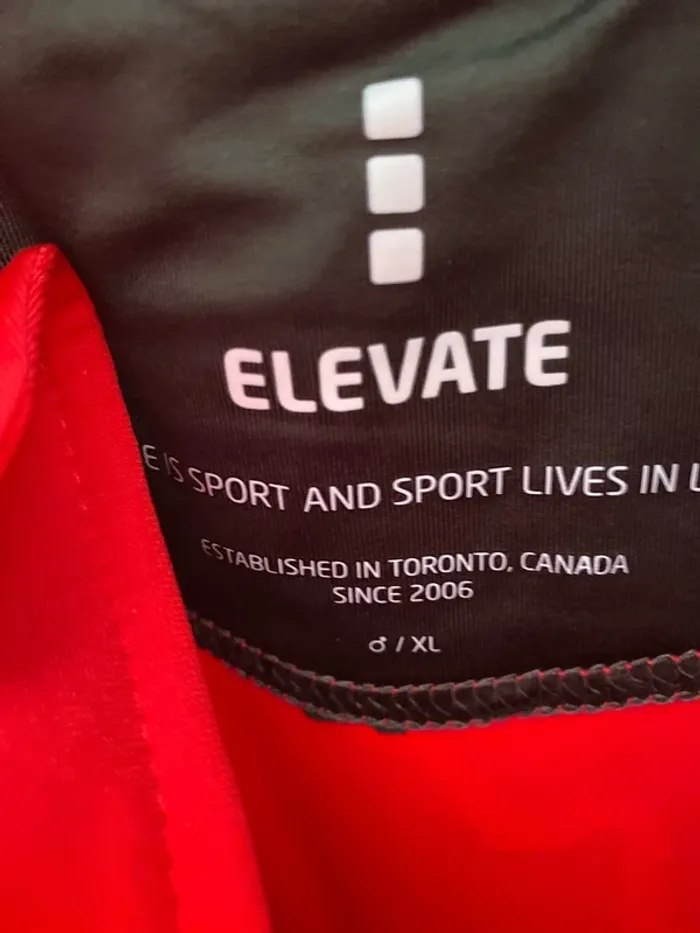 ELEVATE
IS SPORT AND SPORT LIVES IN
ESTABLISHED IN TORONTO, CANADA
SINCE 2006
♂ / XL